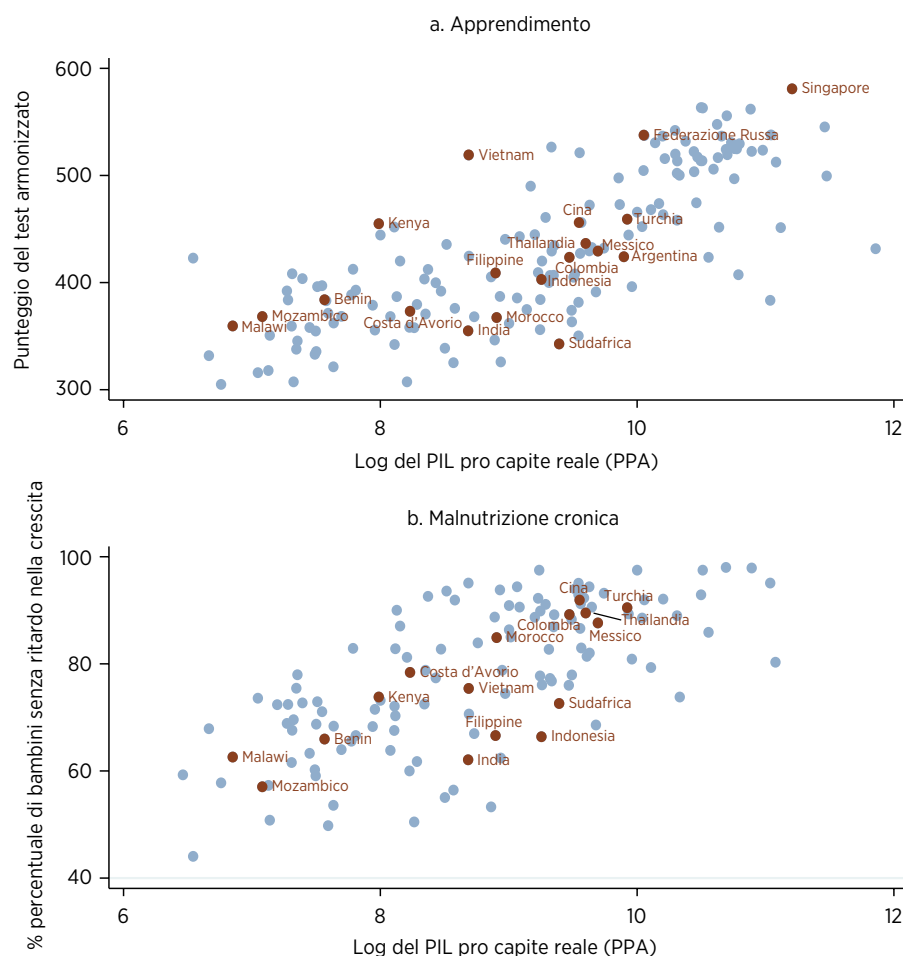 a. Apprendimento
Punteggio del test armonizzato
600
500
400
300
Singapore
Federazione Russa
Vietnam
Kenya
Cina
Turchia
Thailandia
Messico
Filippine
Colombia
Argentina
Indonesia
Benin
Mozambico
Malawi
Costa d'Avorio
India
Morocco
Sudafrica
6
8
10
12
Log del PIL pro capite reale (PPA)
b. Malnutrizione cronica
% percentuale di bambini senza ritardo nella crescita
100
80
60
40
Cina
Turchia
Colombia
Thailandia
Morocco
Messico
Costa d'Avorio
Vietnam
Kenya
Sudafrica
Filippine
Benin
Indonesia
Malawi
India
Mozambico
6
8
10
12
Log del PIL pro capite reale (PPA)